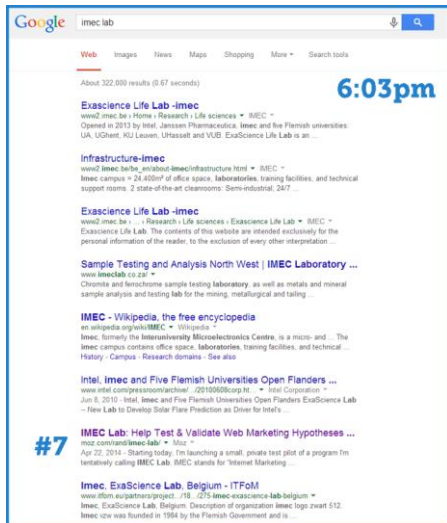 Google
imec lab
Web Images News Maps Shopping More Search tools
About 322,000 results (0.67 seconds)
6:03pm
Exascience Life Lab -imec
www2.imec.be › Home › Research › Life sciences IMEC
Opened in 2013 by Intel, Janssen Pharmaceutica, imec and five Flemish universities:
UA, UGhent, KU Leuven, UHasselt and VUB. ExaScience Life Lab is an ...
Infrastructure-imec
www2.imec.be/be_en/about-imec/infrastructure.html IMEC
Imec campus = 24.400m² of office space, laboratories, training facilities, and technical
support rooms. 2 state-of-the-art cleanrooms: Semi-industrial; 24/7 ...
Exascience Life Lab -imec
www2.imec.be › ... › Research › Life sciences › Exascience Life Lab IMEC
Exascience Life Lab. The contents of this website are intended exclusively for the
personal information of the reader, to the exclusion of every other interpretation ...
Sample Testing and Analysis North West | IMEC Laboratory ...
www.imeclab.co.za/
Chromite and ferrochrome sample testing laboratory, as well as metals and mineral
sample analysis and testing lab for the mining, metallurgical and tailing ...
IMEC - Wikipedia, the free encyclopedia
en.wikipedia.org/wiki/IMEC Wikipedia
Imec, formerly the Interuniversity Microelectronics Centre, is a micro- and ... The
imec campus contains office space, laboratories, training facilities, and technical ...
History - Campus - Research domains - See also
Intel, imec and Five Flemish Universities Open Flanders ...
www.intel.com/pressroom/archive/.../20100608corp.ht... Intel Corporation
Jun 8, 2010 - Intel, imec and Five Flemish Universities Open Flanders ExaScience Lab
-- New Lab to Develop Solar Flare Prediction as Driver for Intel's ...
#7
IMEC Lab: Help Test & Validate Web Marketing Hypotheses ...
moz.com/rand/imec-lab/ Moz
Apr 22, 2014 - Starting today, I'm launching a small, private test pilot of a program I'm
tentatively calling IMEC Lab. IMEC stands for "Internet Marketing ...
Imec, ExaScience Lab, Belgium - ITFoM
www.itfom.eu/partners/project.../18.../275-imec-exascience-lab-belgium
Imec, ExaScience Lab, Belgium. Description of organization imec logo zwart 512.
Imec vzw was founded in 1984 by the Flemish Government and is ...